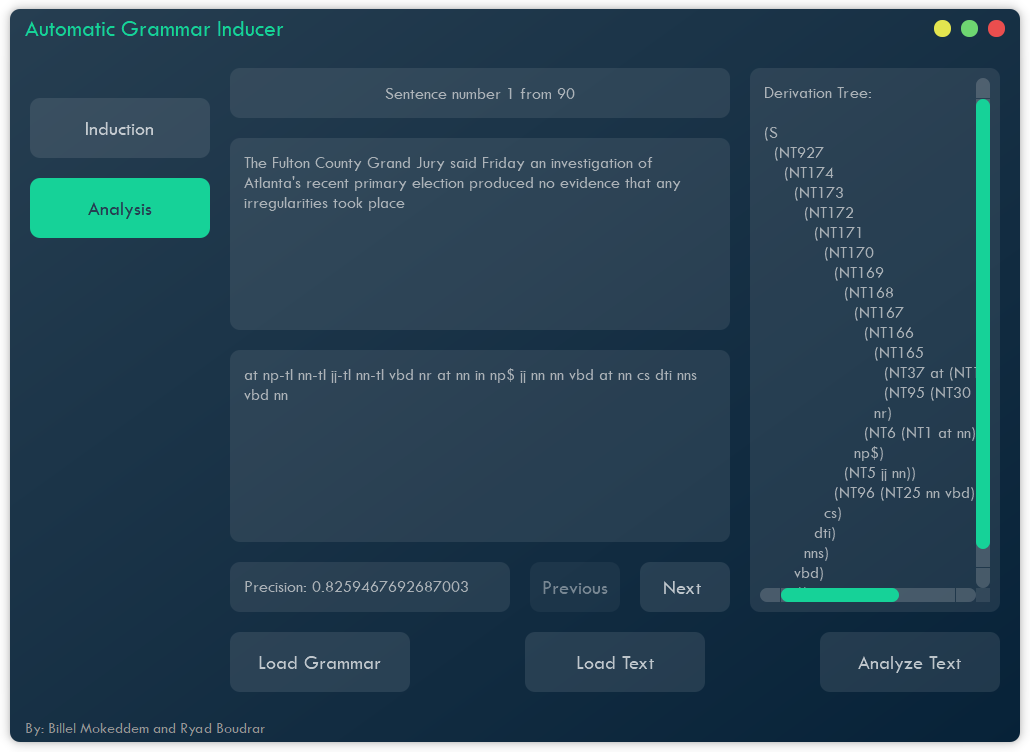 Automatic Grammar Inducer
Induction
Analysis
Sentence number 1 from 90
The Fulton County Grand Jury said Friday an investigation of
Atlanta's recent primary election produced no evidence that any
irregularities took place
at np-tl nn-tl jj-tl nn-tl vbd nr at nn in np$ jj nn nn vbd at nn cs dti nns
vbd nn
Precision: 0.8259467692687003
Previous
Next
Load Grammar
Load Text
Analyze Text
Derivation Tree:
(S
(NT927
(NT174
(NT173
(NT172
(NT171
(NT170
(NT169
(NT168
(NT167
(NT166
(NT165
(NT37 at
(NT95 (NT30
nr)
(NT6 (NT1 at nn)
np$)
(NT5 jj nn))
(NT96 (NT25 nn vbd)
cs)
dti)
nns)
vbd)
By: Billel Mokeddem and Ryad Boudrar